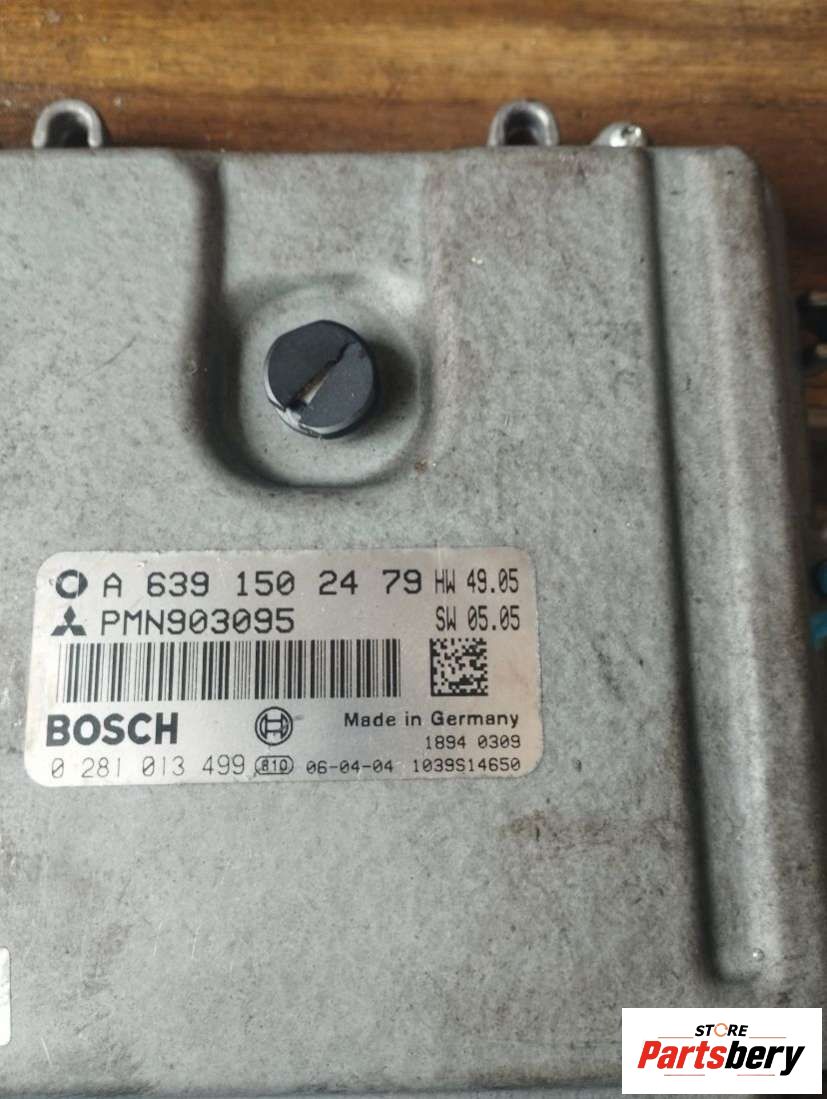 A 639 150 24 79 HW 49.05
PMN903095 SW 05.05
BOSCH Made in Germany
1894 0309
0 281 013 499 810 06-04-04 1039S14650
STORE
Partsbery